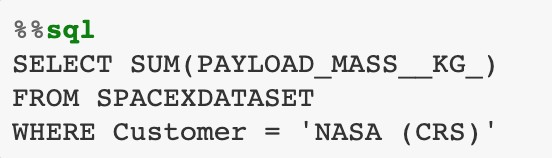 %%sql
SELECT SUM(PAYLOAD_MASS__KG_)
FROM SPACEXDATASET
WHERE Customer = 'NASA (CRS)'